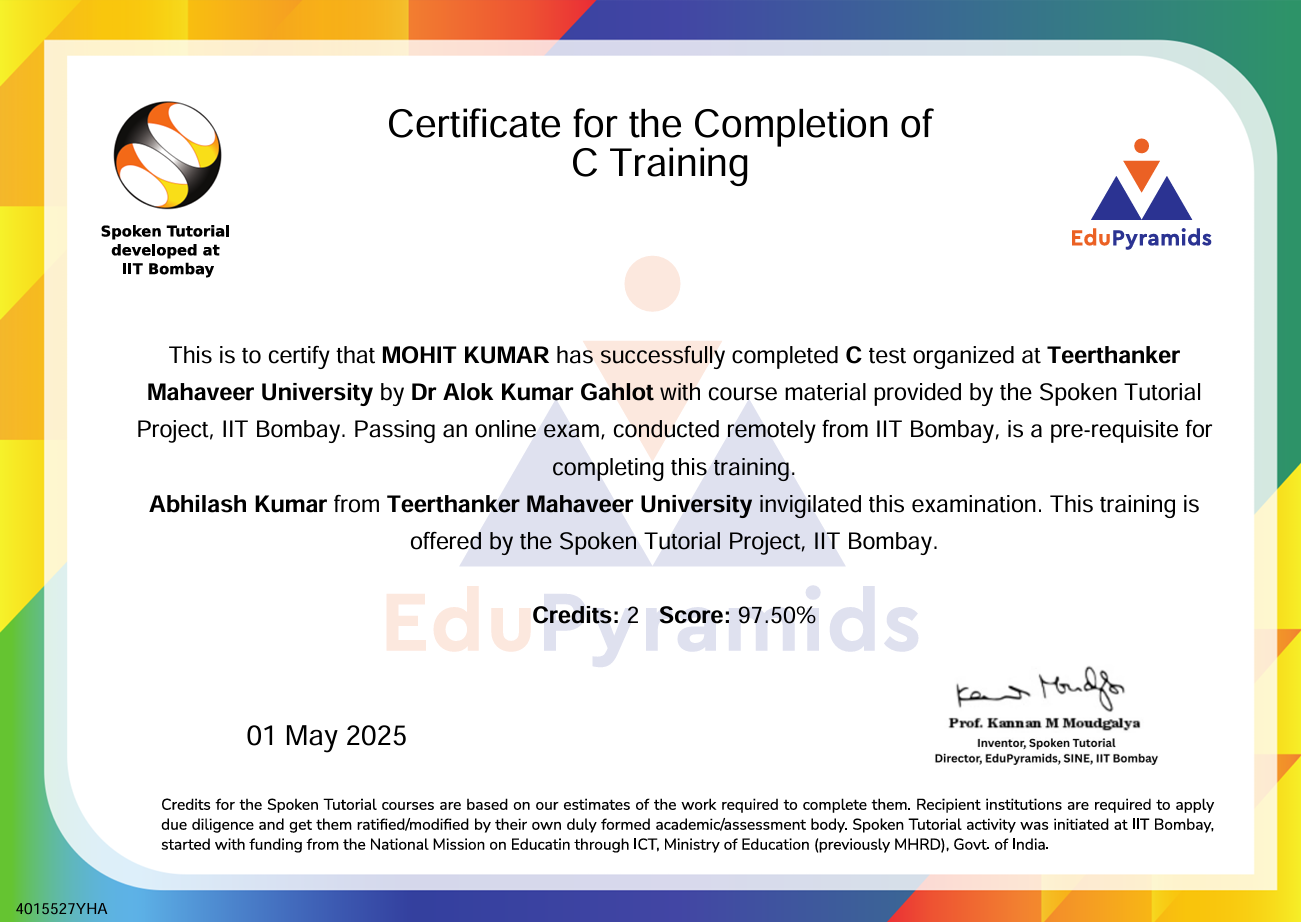 Certificate for the Completion of
C Training
Spoken Tutorial
developed at
IIT Bombay
EduPyramids
This is to certify that MOHIT KUMAR has successfully completed C test organized at Teerthanker
Mahaveer University by Dr Alok Kumar Gahlot with course material provided by the Spoken Tutorial
Project, IIT Bombay. Passing an online exam, conducted remotely from IIT Bombay, is a pre-requisite for
completing this training.
Abhilash Kumar from Teerthanker Mahaveer University invigilated this examination. This training is
offered by the Spoken Tutorial Project, IIT Bombay.
EduPyramids
Credits: 2 Score: 97.50%
01 May 2025
Prof. Kannan M Moudgalya
Inventor, Spoken Tutorial
Director, EduPyramids, SINE, IIT Bombay
Credits for the Spoken Tutorial courses are based on our estimates of the work required to complete them. Recipient institutions are required to apply
due diligence and get them ratified/modified by their own duly formed academic/assessment body. Spoken Tutorial activity was initiated at IIT Bombay,
started with funding from the National Mission on Educatin through ICT, Ministry of Education (previously MHRD), Govt. of India.
4015527YHA